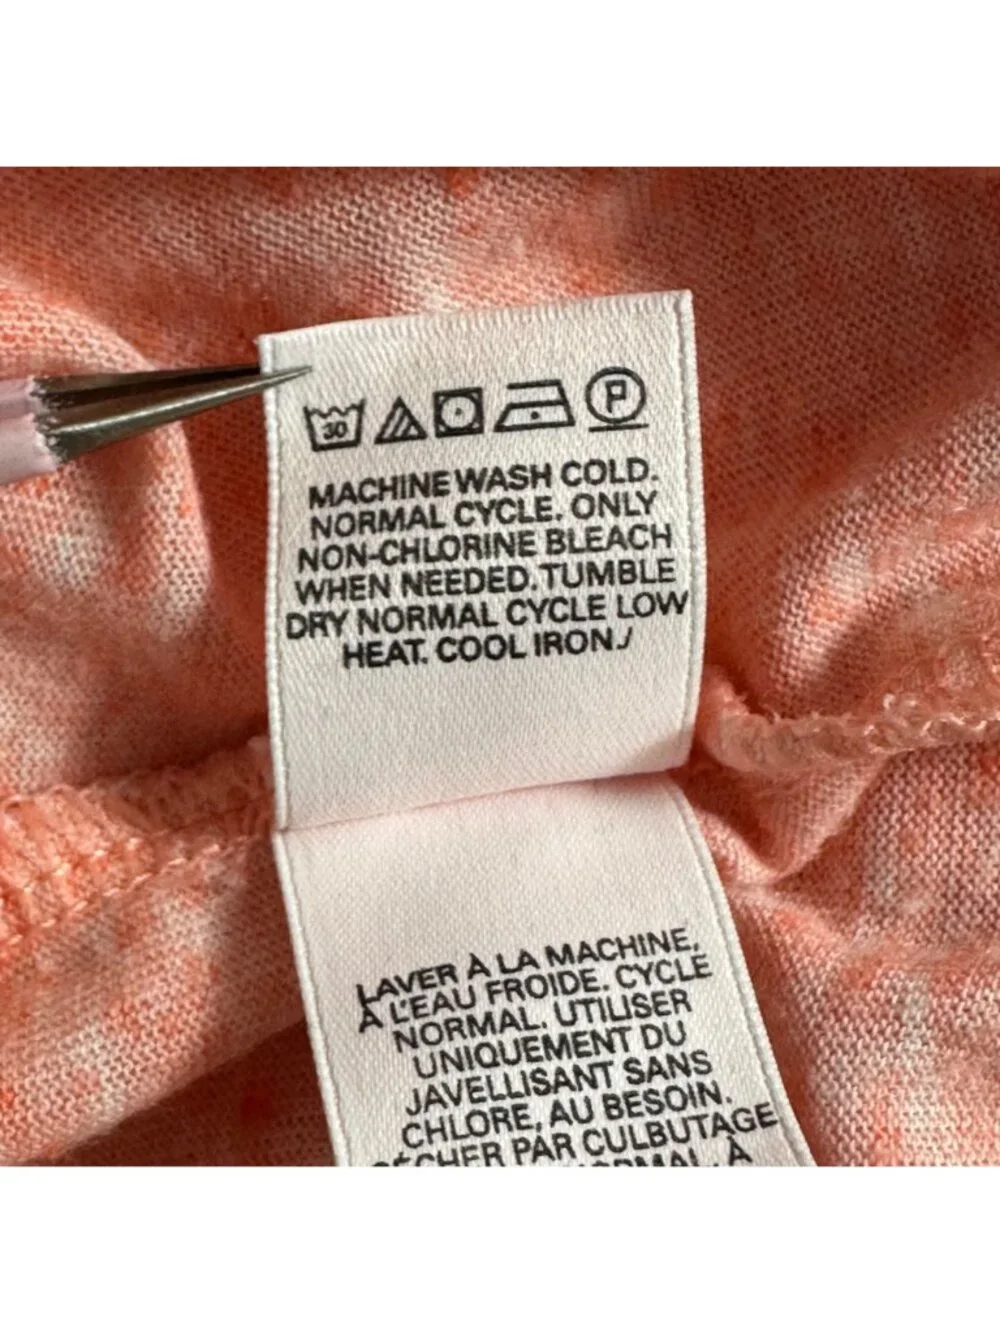 30 P
MACHINE WASH COLD.
NORMAL CYCLE. ONLY
NON-CHLORINE BLEACH
WHEN NEEDED. TUMBLE
DRY NORMAL CYCLE LOW
HEAT. COOL IRON./
LAVER À LA MACHINE,
À L'EAU FROIDE. CYCLE
NORMAL. UTILISER
UNIQUEMENT DU
JAVELLISANT SANS
CHLORE, AU BESOIN.
SÉCHER PAR CULBUTAGE
NORMAL, À